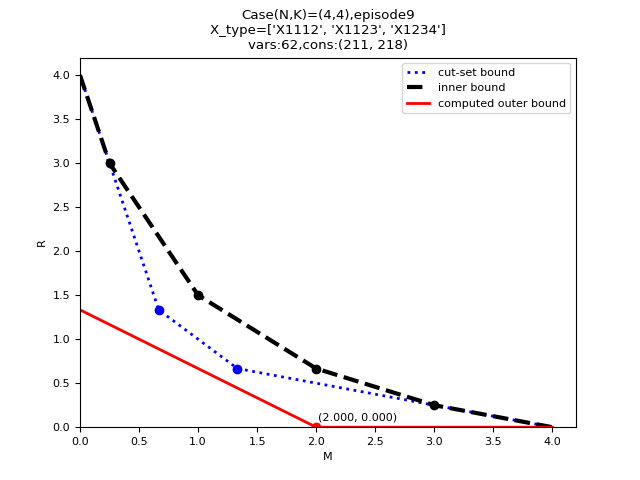 Case(N,K)=(4,4),episode9
X_type=['X1112', 'X1123', 'X1234']
vars:62,cons:(211, 218)
cut-set bound
inner bound
computed outer bound
4.0
3.5
3.0
2.5
2.0
1.5
1.0
0.5
0.0
R
(2.000, 0.000)
0.0 0.5 1.0 1.5 2.0 2.5 3.0 3.5 4.0
M